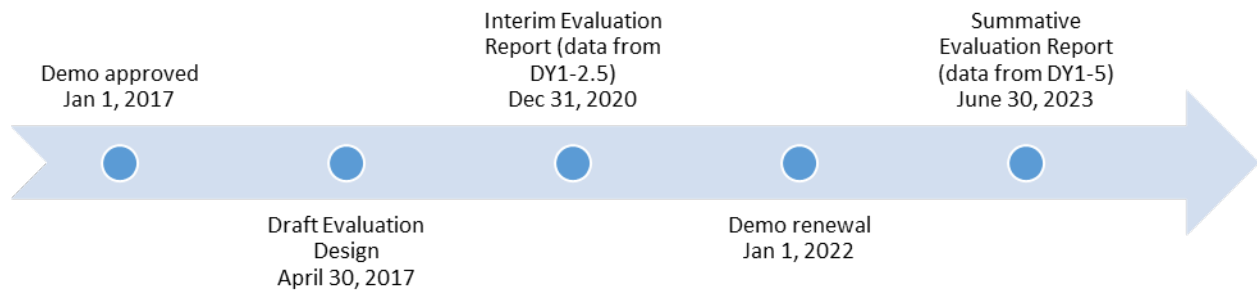 Demo approved
Jan 1, 2017
Draft Evaluation
Design
April 30, 2017
Interim Evaluation
Report (data from
DY1-2.5)
Dec 31, 2020
Demo renewal
Jan 1, 2022
Summative
Evaluation Report
(data from DY1-5)
June 30, 2023